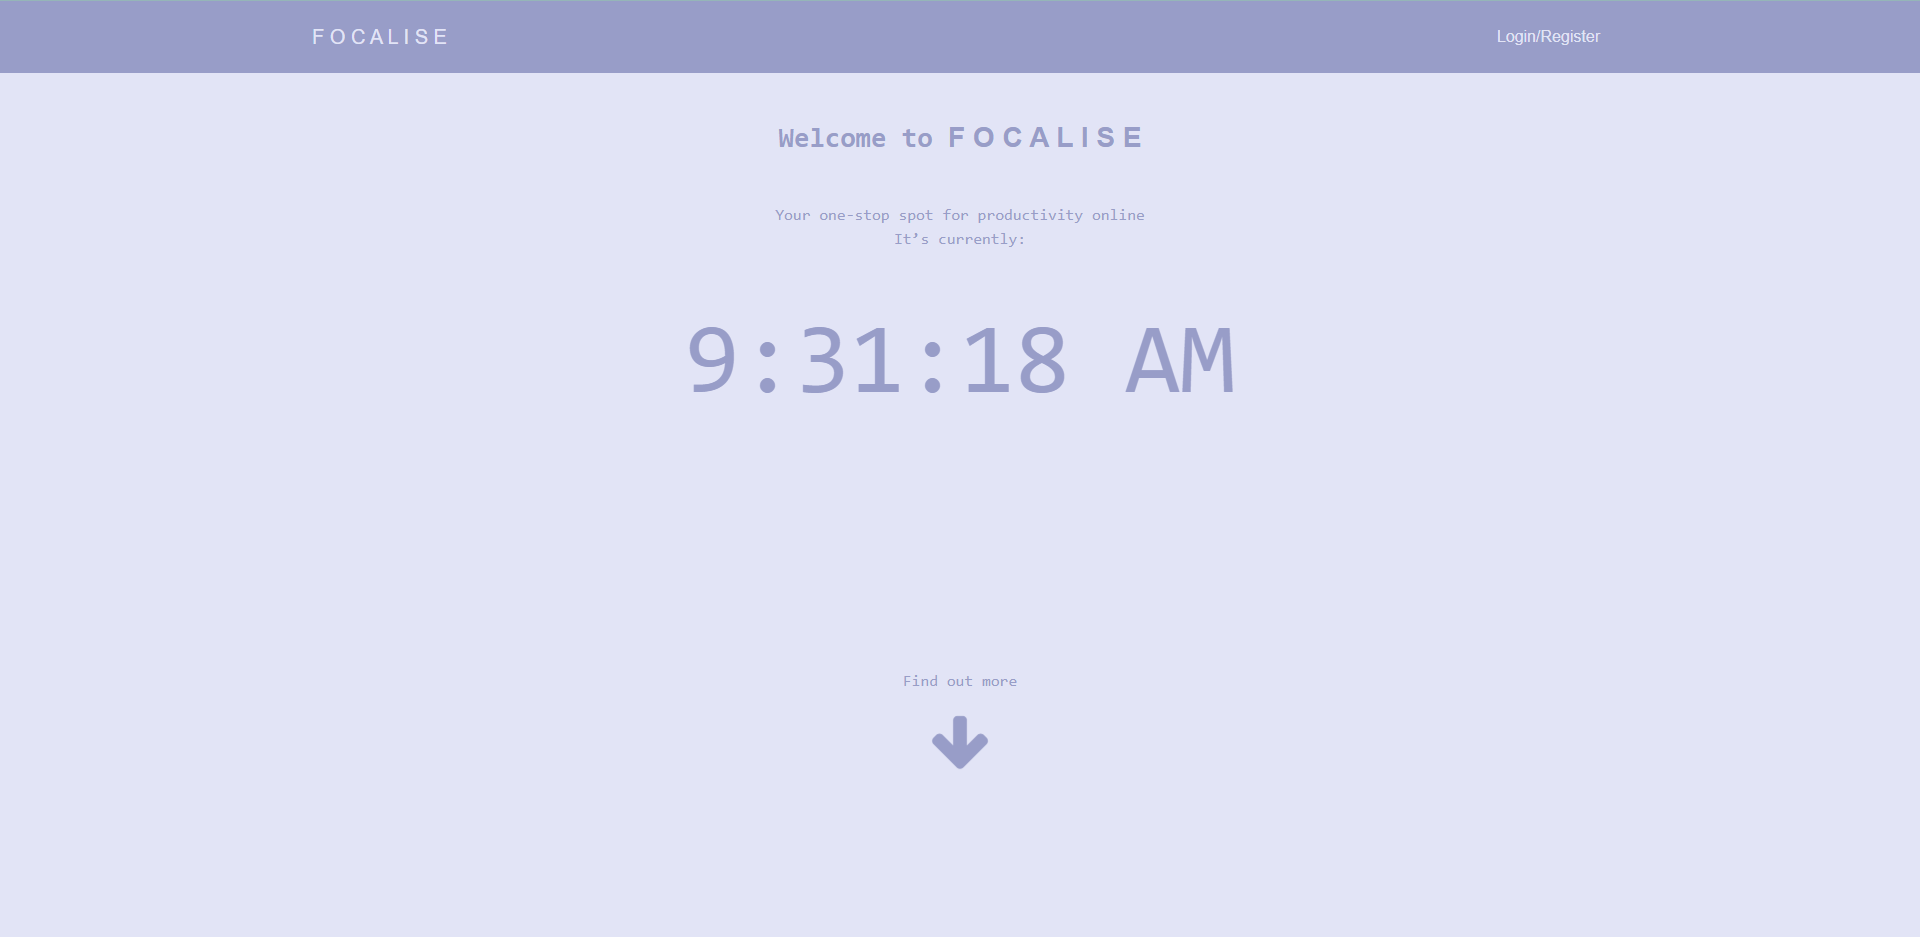 FOCALISE
Login/Register
Welcome to FOCALISE
Your one-stop spot for productivity online
It’s currently:
9:31:18 AM
Find out more